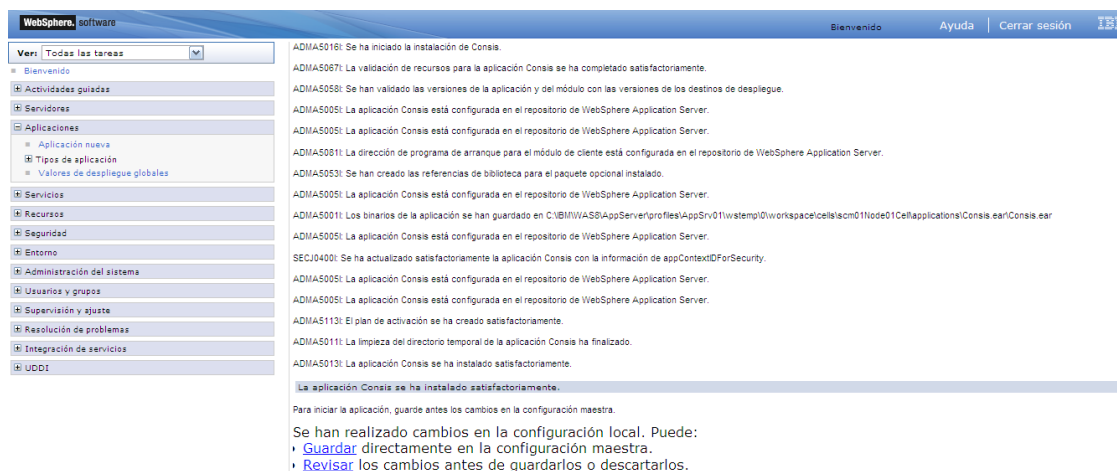 WebSphere. software
Bienvenido Ayuda Cerrar sesión IBM
Ver: Todas las tareas
Bienvenido
Actividades guiadas
Servidores
Aplicaciones
Aplicación nueva
Tipos de aplicación
Valores de despliegue globales
Servicios
Recursos
Seguridad
Entorno
Administración del sistema
Usuarios y grupos
Supervisión y ajuste
Resolución de problemas
Integración de servicios
UDDI
ADMA5016I: Se ha iniciado la instalación de Consis.
ADMA5067I: La validación de recursos para la aplicación Consis se ha completado satisfactoriamente.
ADMA5058I: Se han validado las versiones de la aplicación y del módulo con las versiones de los destinos de despliegue.
ADMA5005I: La aplicación Consis está configurada en el repositorio de WebSphere Application Server.
ADMA5005I: La aplicación Consis está configurada en el repositorio de WebSphere Application Server.
ADMA5081I: La dirección de programa de arranque para el módulo de cliente está configurada en el repositorio de WebSphere Application Server.
ADMA5053I: Se han creado las referencias de biblioteca para el paquete opcional instalado.
ADMA5005I: La aplicación Consis está configurada en el repositorio de WebSphere Application Server.
ADMA5001I: Los binarios de la aplicación se han guardado en C:\IBM\WAS8\AppServer\profiles\AppSrv01\wstemp\0\workspace\cells\scm01Node01Cell\applications\Consis.ear\Consis.ear
ADMA5005I: La aplicación Consis está configurada en el repositorio de WebSphere Application Server.
SECJ0400I: Se ha actualizado satisfactoriamente la aplicación Consis con la información de appContextIDForSecurity.
ADMA5005I: La aplicación Consis está configurada en el repositorio de WebSphere Application Server.
ADMA5005I: La aplicación Consis está configurada en el repositorio de WebSphere Application Server.
ADMA5113I: El plan de activación se ha creado satisfactoriamente.
ADMA5011I: La limpieza del directorio temporal de la aplicación Consis ha finalizado.
ADMA5013I: La aplicación Consis se ha instalado satisfactoriamente.
La aplicación Consis se ha instalado satisfactoriamente.
Para iniciar la aplicación, guarde antes los cambios en la configuración maestra.
Se han realizado cambios en la configuración local. Puede:
Guardar directamente en la configuración maestra.
Revisar los cambios antes de guardarlos o descartarlos.